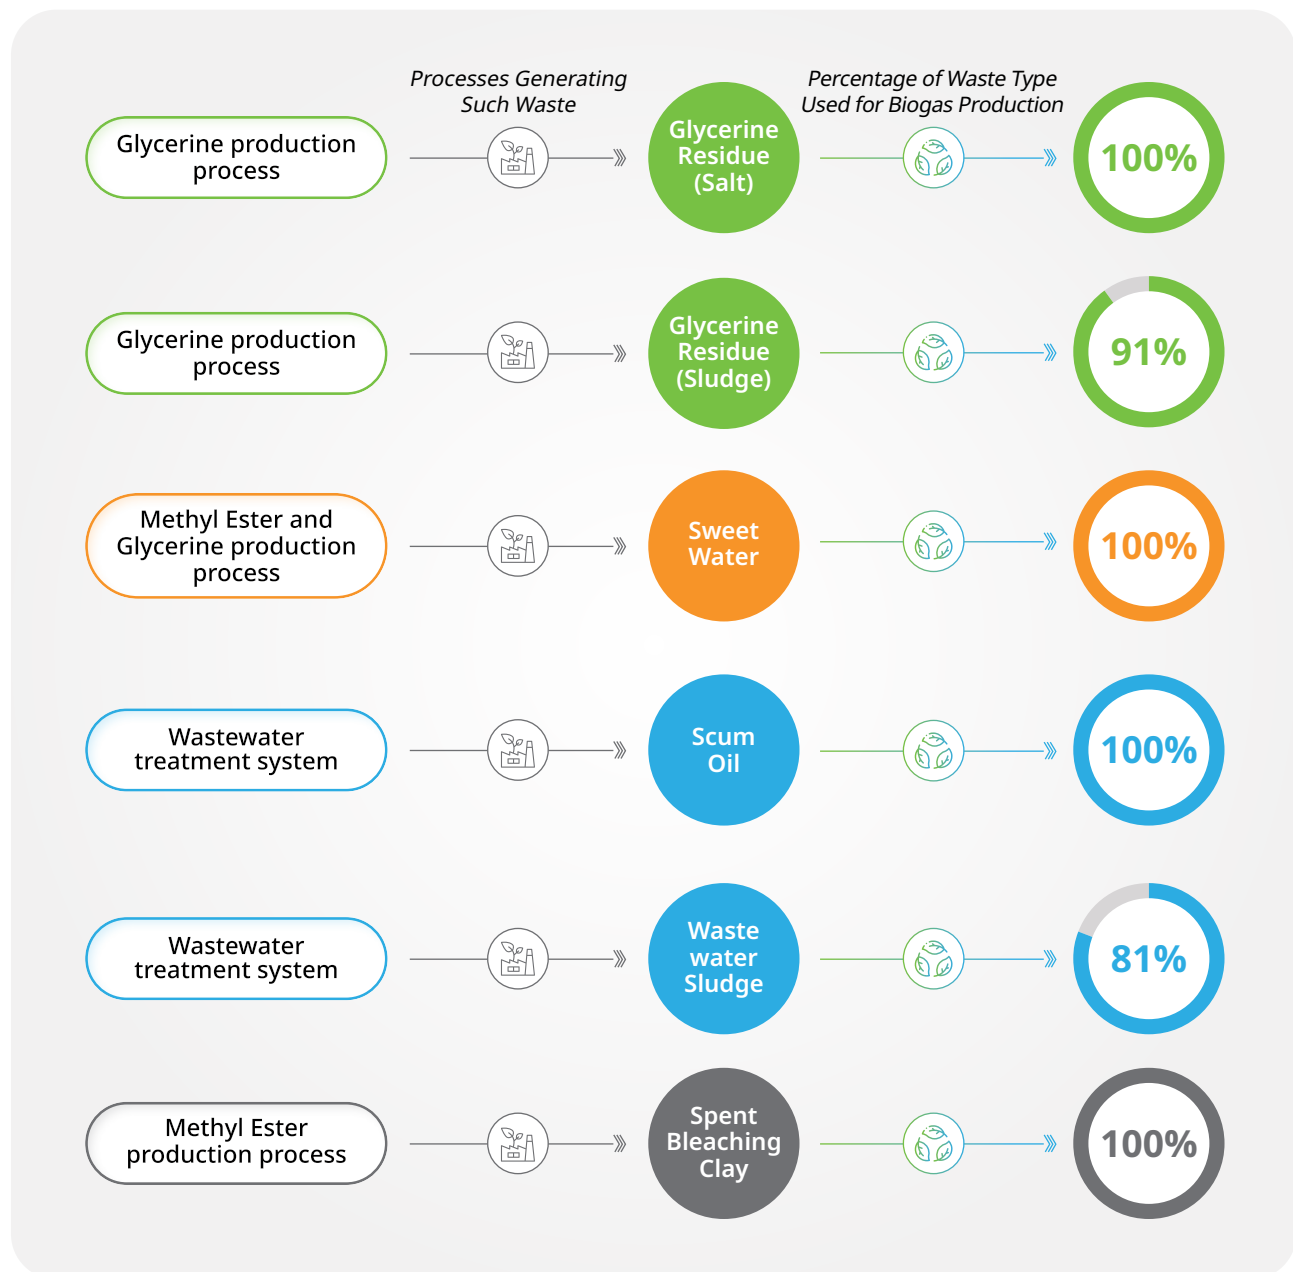 Processes Generating
Such Waste
Percentage of Waste Type
Used for Biogas Production
Glycerine production
process
Glycerine
Residue
(Salt)
100%
Glycerine production
process
Glycerine
Residue
(Sludge)
91%
Methyl Ester and
Glycerine production
process
Sweet
Water
100%
Wastewater
treatment system
Scum
Oil
100%
Wastewater
treatment system
Waste
water
Sludge
81%
Methyl Ester
production process
Spent
Bleaching
Clay
100%